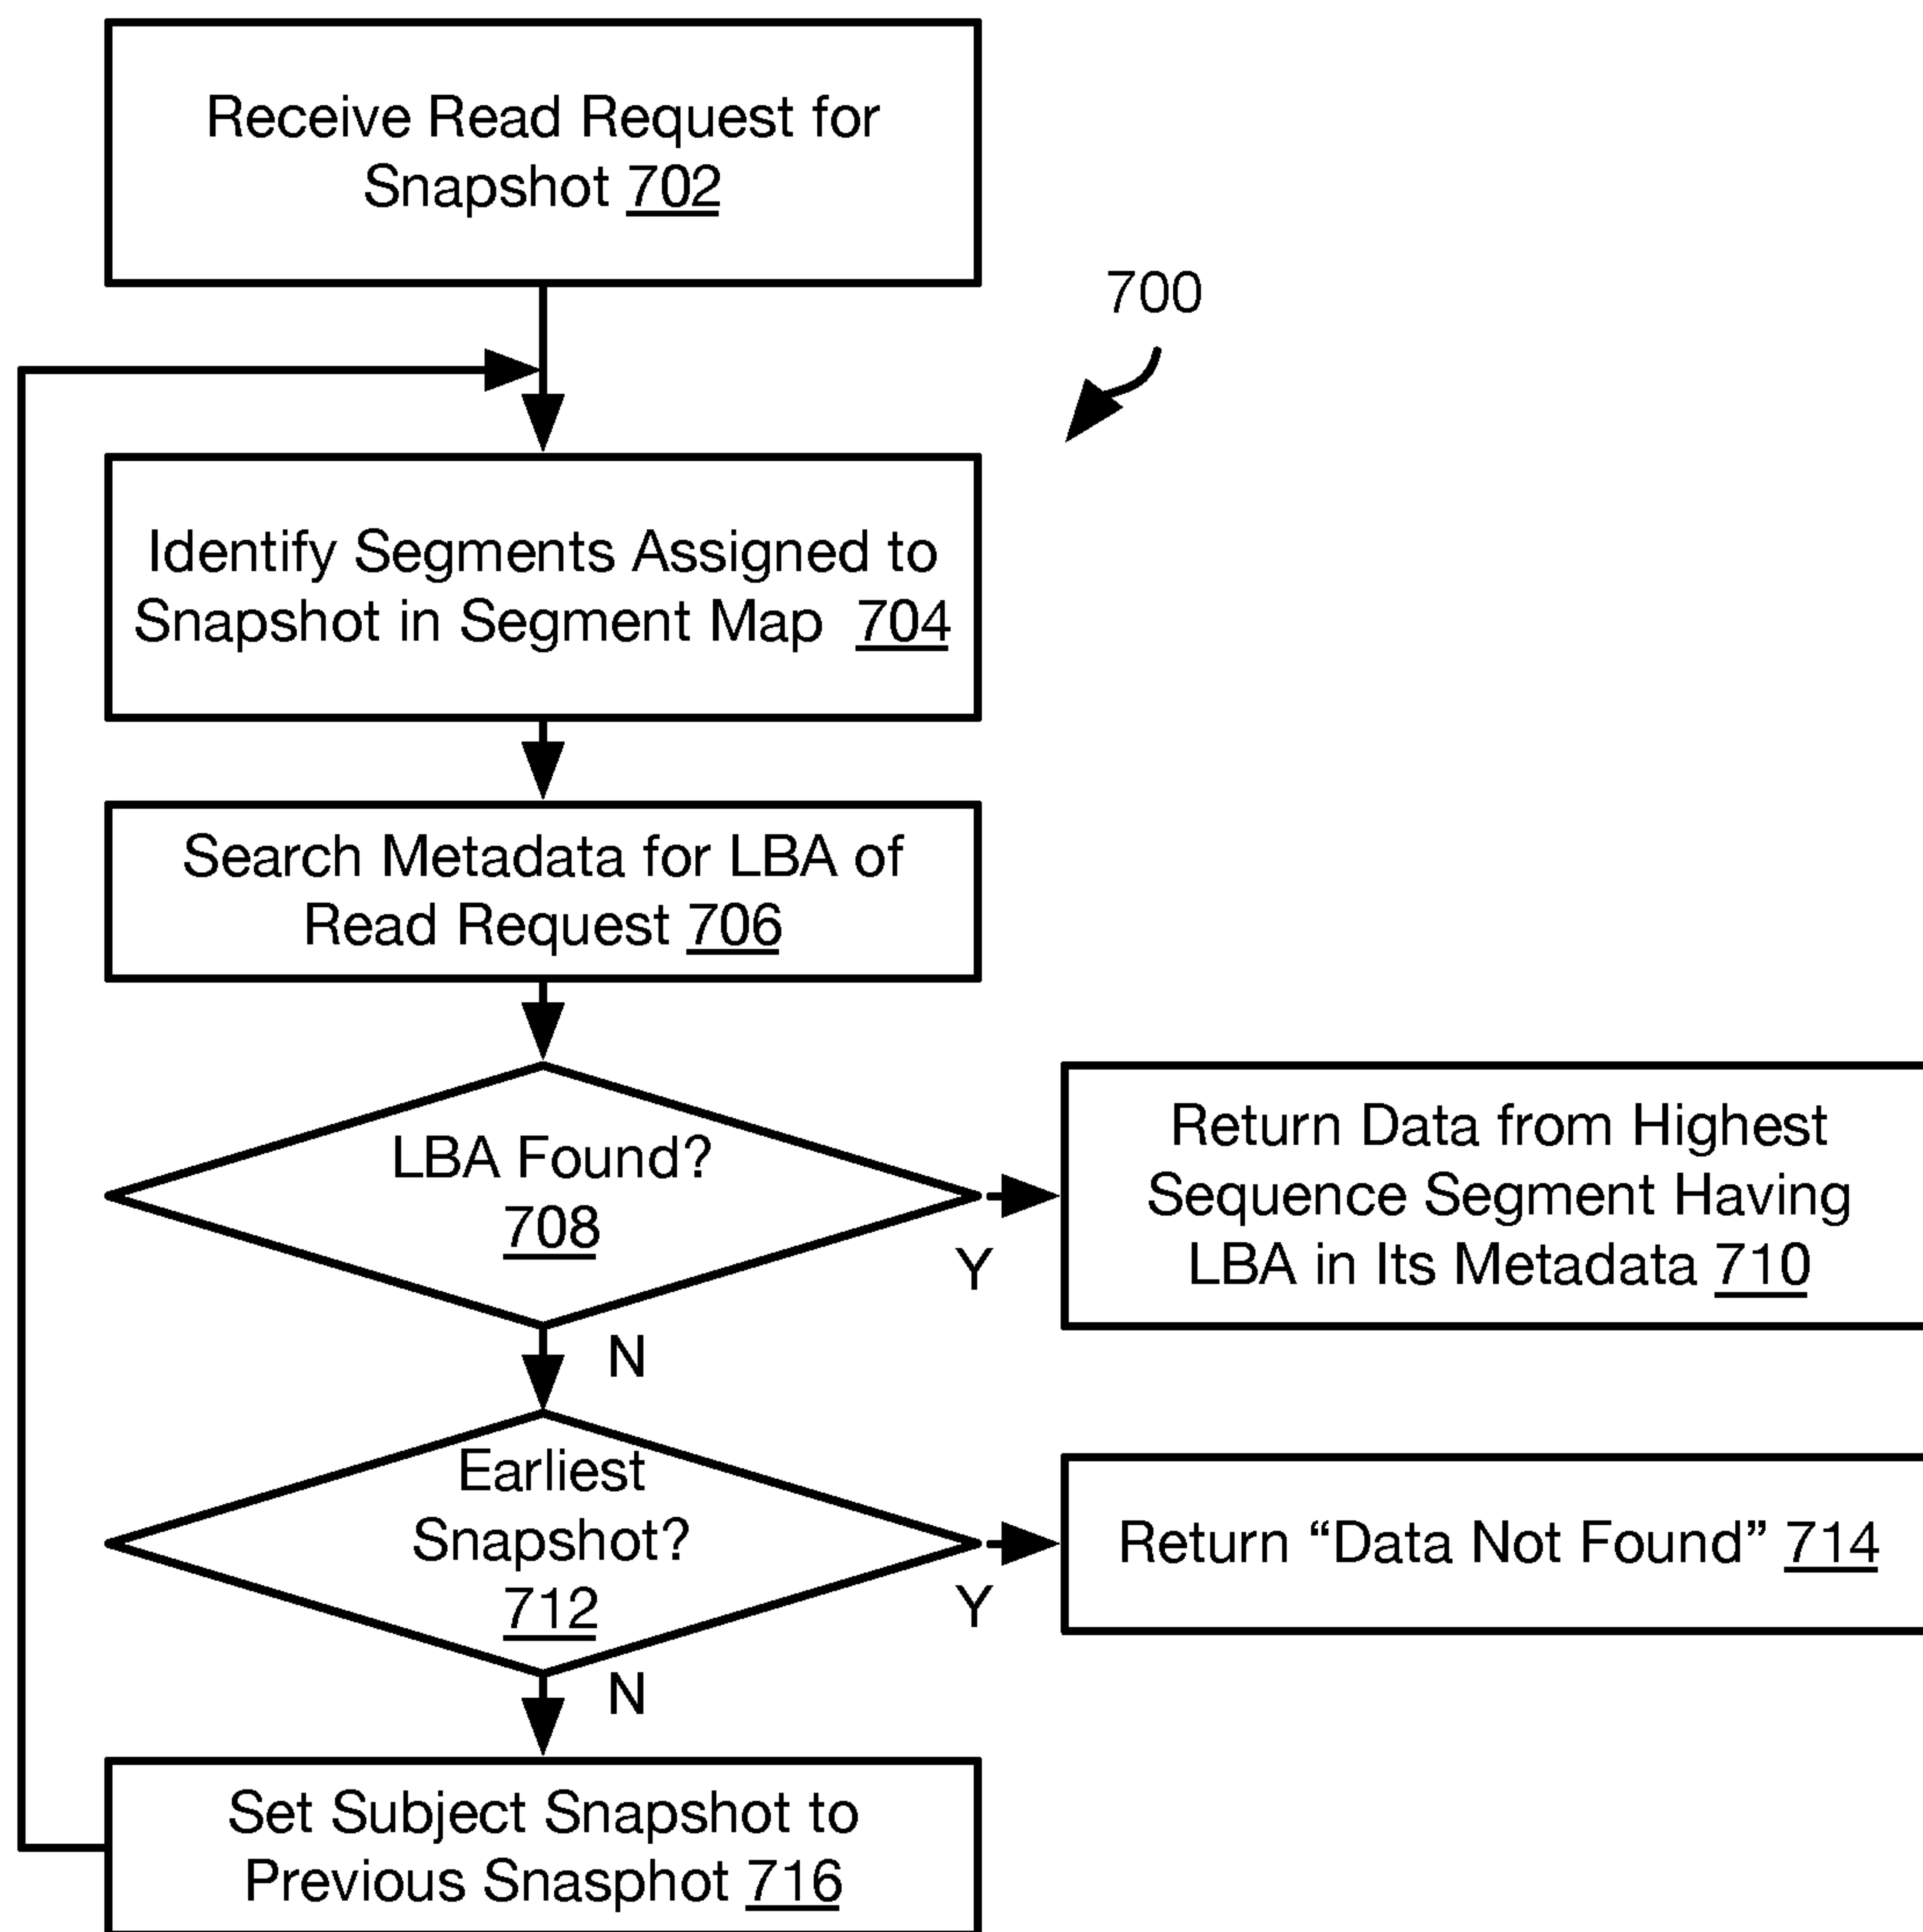 Receive Read Request for
Snapshot 702
700
Identify Segments Assigned to
Snapshot in Segment Map 704
Search Metadata for LBA of
Read Request 706
LBA Found?
708
Y
N
Return Data from Highest
Sequence Segment Having
LBA in Its Metadata 710
Earliest
Snapshot?
712
Y
N
Return “Data Not Found” 714
Set Subject Snapshot to
Previous Snasphot 716